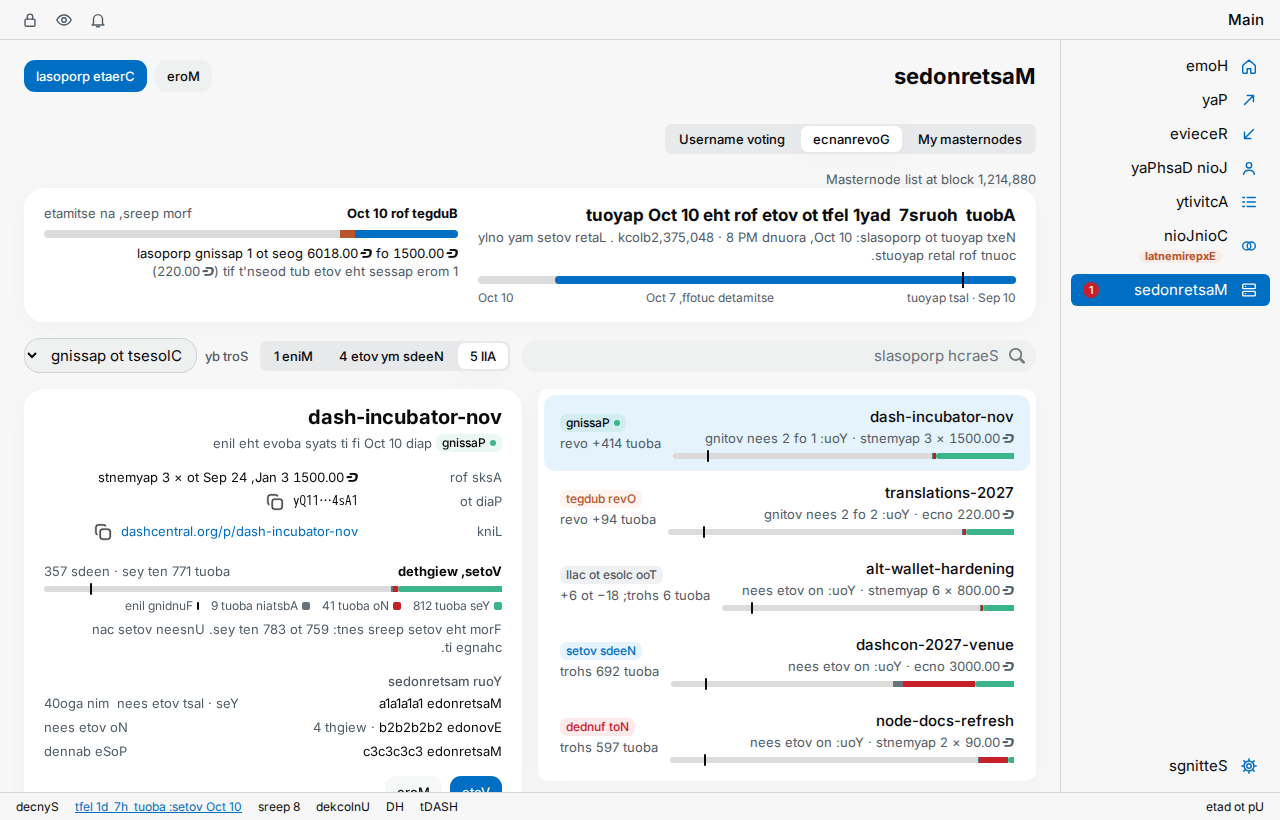 Main
emoH
yaP
evieceR
yaPhsaD nioJ
ytivitcA
nioJnioC
latnemirepxE
sedonretsaM
1
sgnitteS
sedonretsaM
lasoporp etaerC
eroM
Username voting
ecnanrevoG
My masternodes
Masternode list at block 1,214,880
tuoyap Oct 10 eht rof etov ot tfel 1yad 7sruoh tuobA
ylno yam setov retaL . kcolb2,375,048 · 8 PM dnuora ,Oct 10 :slasoporp ot tuoyap txeN
.stuoyap retal rof tnuoc
Oct 10
Oct 7 ,ffotuc detamitse
tuoyap tsal · Sep 10
etamitse na ,sreep morf
Oct 10 rof tegduB
lasoporp gnissap 1 ot seog 6018.00 fo 1500.00
(220.00) tif t'nseod tub etov eht sessap erom 1
slasoporp hcraeS
5 llA
4 etov ym sdeeN
1 eniM
yb troS
gnissap ot tsesolC
dash-incubator-nov
gnissaP
gnitov nees 2 fo 1 :uoY · stnemyap 3 × 1500.00
revo +414 tuoba
translations-2027
tegdub revO
gnitov nees 2 fo 2 :uoY · ecno 220.00
revo +94 tuoba
alt-wallet-hardening
llac ot esolc ooT
nees etov on :uoY · stnemyap 6 × 800.00
+6 ot −18 ;trohs 6 tuoba
dashcon-2027-venue
setov sdeeN
nees etov on :uoY · ecno 3000.00
trohs 692 tuoba
node-docs-refresh
dednuf toN
nees etov on :uoY · stnemyap 2 × 90.00
trohs 597 tuoba
dash-incubator-nov
enil eht evoba syats ti fi Oct 10 diap
gnissaP
stnemyap 3 × ot Sep 24 ,Jan 3 1500.00
rof sksA
yQ11···4sA1
ot diaP
dashcentral.org/p/dash-incubator-nov
kniL
357 sdeen · sey ten 771 tuoba
dethgiew ,setoV
enil gnidnuF
9 tuoba niatsbA
41 tuoba oN
812 tuoba seY
nac setov neesnU .sey ten 783 ot 759 :tnes sreep setov eht morF
.ti egnahc
sedonretsam ruoY
40oga nim nees etov tsal · seY
a1a1a1a1 edonretsaM
nees etov oN
4 thgiew · b2b2b2b2 edonovE
dennab eSoP
c3c3c3c3 edonretsaM
eroM
etoV
decnyS
tfel 1d 7h tuoba :setov Oct 10
sreep 8
dekcolnU
DH
tDASH
etad ot pU